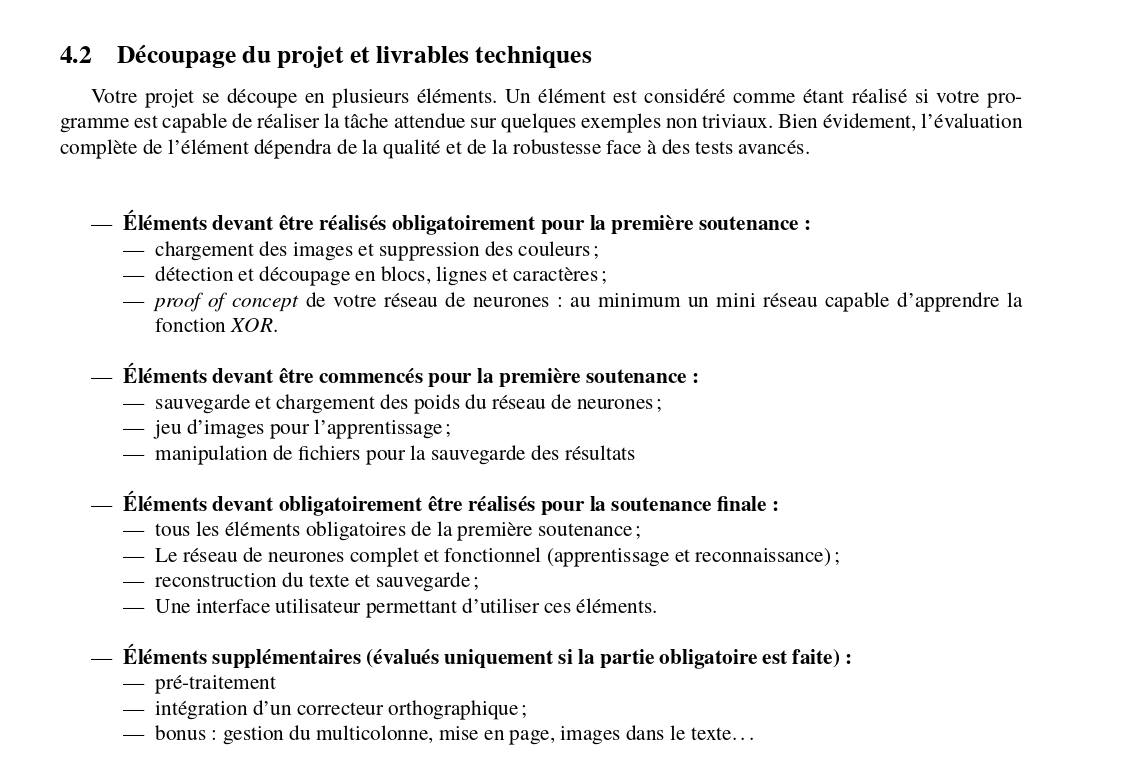 4.2 Découpage du projet et livrables techniques
Votre projet se découpe en plusieurs éléments. Un élément est considéré comme étant réalisé si votre pro-
gramme est capable de réaliser la tâche attendue sur quelques exemples non triviaux. Bien évidement, l'évaluation
complète de l'élément dépendra de la qualité et de la robustesse face à des tests avancés.
— Éléments devant être réalisés obligatoirement pour la première soutenance :
— chargement des images et suppression des couleurs ;
— détection et découpage en blocs, lignes et caractères ;
— proof of concept de votre réseau de neurones : au minimum un mini réseau capable d'apprendre la
fonction XOR.
— Éléments devant être commencés pour la première soutenance :
— sauvegarde et chargement des poids du réseau de neurones ;
— jeu d'images pour l'apprentissage ;
— manipulation de fichiers pour la sauvegarde des résultats
— Éléments devant obligatoirement être réalisés pour la soutenance finale :
— tous les éléments obligatoires de la première soutenance ;
— Le réseau de neurones complet et fonctionnel (apprentissage et reconnaissance) ;
— reconstruction du texte et sauvegarde ;
— Une interface utilisateur permettant d'utiliser ces éléments.
— Éléments supplémentaires (évalués uniquement si la partie obligatoire est faite) :
— pré-traitement
— intégration d'un correcteur orthographique ;
— bonus : gestion du multicolonne, mise en page, images dans le texte…